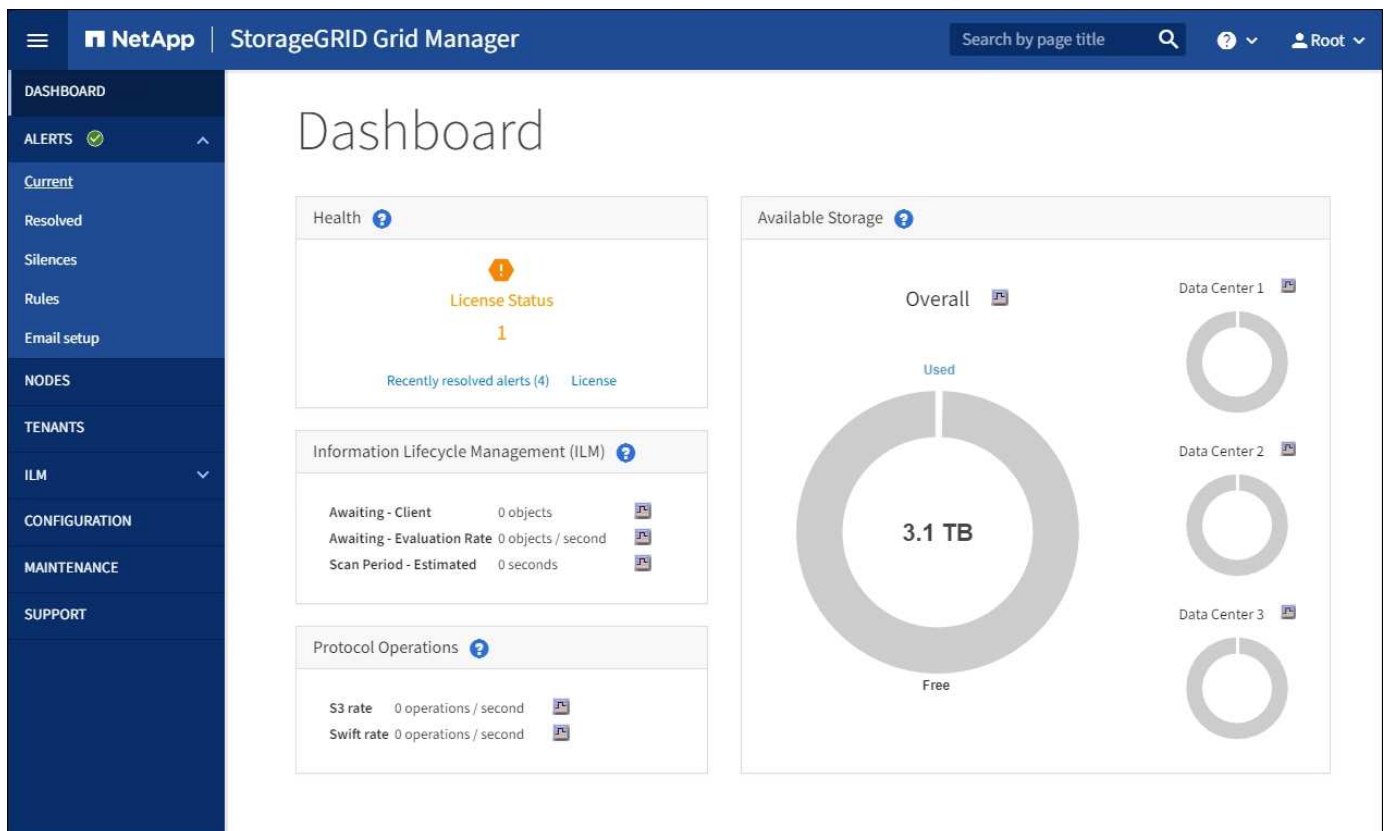 NetApp | StorageGRID Grid Manager
Search by page title
Root
DASHBOARD
ALERTS
Current
Resolved
Silences
Rules
Email setup
NODES
TENANTS
ILM
CONFIGURATION
MAINTENANCE
SUPPORT
Dashboard
Health ?
!
License Status
1
Recently resolved alerts (4) License
Information Lifecycle Management (ILM) ?
Awaiting - Client 0 objects
Awaiting - Evaluation Rate 0 objects / second
Scan Period - Estimated 0 seconds
Protocol Operations ?
S3 rate 0 operations / second
Swift rate 0 operations / second
Available Storage ?
Overall
Used
3.1 TB
Free
Data Center 1
Data Center 2
Data Center 3